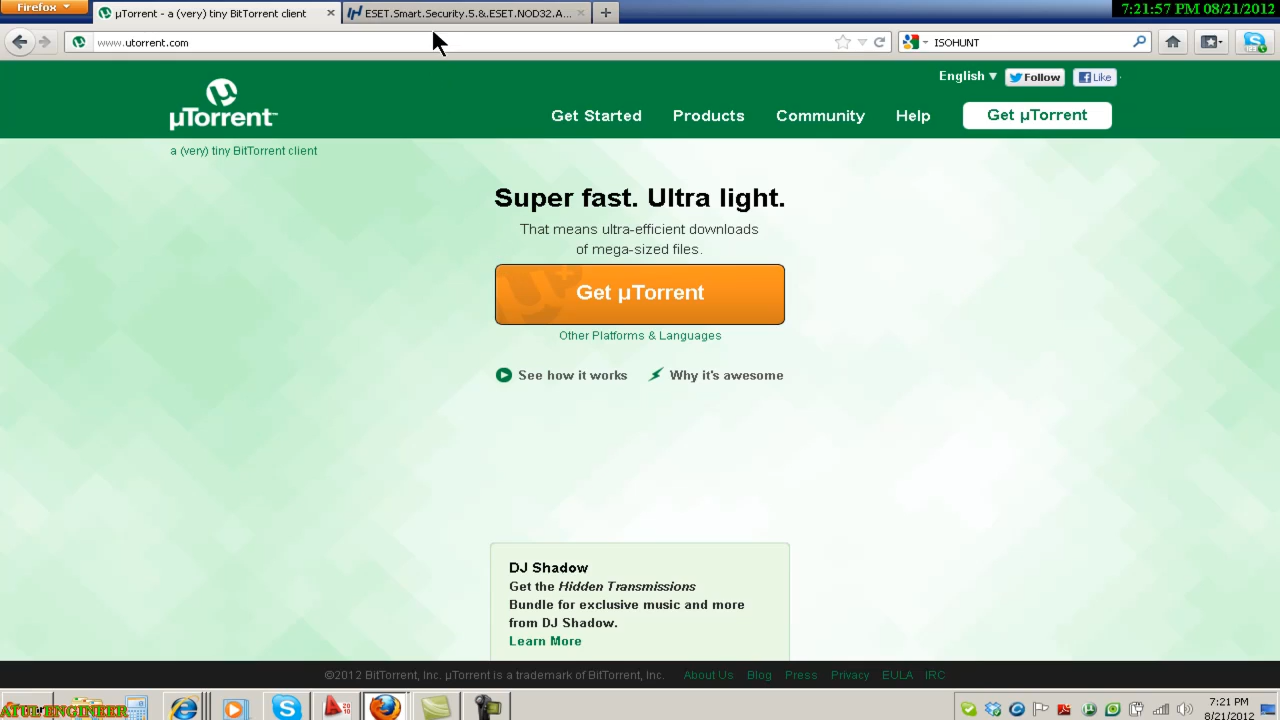 Firefox
µTorrent - a (very) tiny BitTorrent client
ESET.Smart.Security.5.&.ESET.NOD32.A...
7:21:57 PM 08/21/2012
www.utorrent.com
ISOHUNT
English
Follow
Like
µTorrent
Get Started
Products
Community
Help
Get µTorrent
a (very) tiny BitTorrent client
Super fast. Ultra light.
That means ultra-efficient downloads
of mega-sized files.
Get µTorrent
Other Platforms & Languages
See how it works
Why it's awesome
DJ Shadow
Get the Hidden Transmissions
Bundle for exclusive music and more
from DJ Shadow.
Learn More
©2012 BitTorrent, Inc. µTorrent is a trademark of BitTorrent, Inc.
About Us
Blog
Press
Privacy
EULA
IRC
ATUL ENGINEER
7:21 PM
8/21/2012